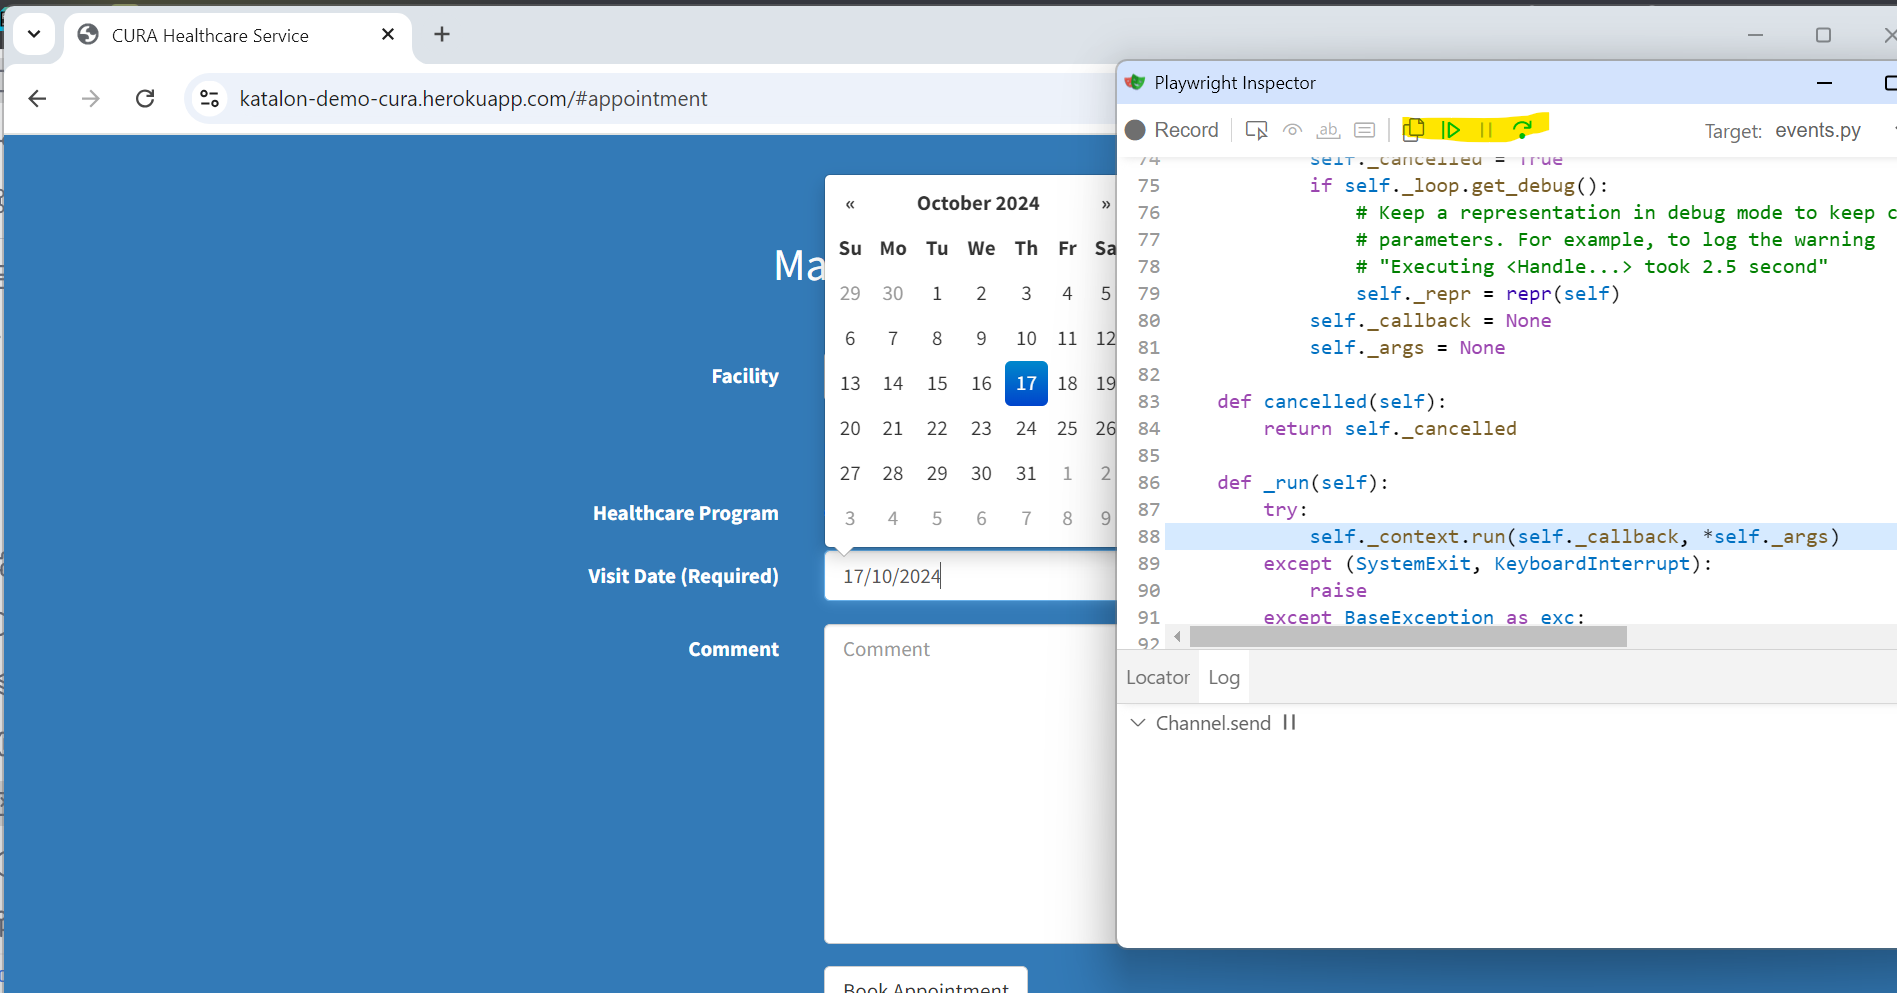 CURA Healthcare Service
katalon-demo-cura.herokuapp.com/#appointment
Ma
« October 2024 »
Su Mo Tu We Th Fr Sa
29 30 1 2 3 4 5
6 7 8 9 10 11 12
13 14 15 16 17 18 19
20 21 22 23 24 25 26
27 28 29 30 31 1 2
3 4 5 6 7 8 9
Facility
Healthcare Program
Visit Date (Required) 17/10/2024
Comment Comment
Book Appointment
Playwright Inspector
Record Target: events.py
74 self._cancelled = True
75 if self._loop.get_debug():
76 # Keep a representation in debug mode to keep c
77 # parameters. For example, to log the warning
78 # "Executing <Handle...> took 2.5 second"
79 self._repr = repr(self)
80 self._callback = None
81 self._args = None
82
83 def cancelled(self):
84 return self._cancelled
85
86 def _run(self):
87 try:
88 self._context.run(self._callback, *self._args)
89 except (SystemExit, KeyboardInterrupt):
90 raise
91 except BaseException as exc:
92
Locator Log
Channel.send